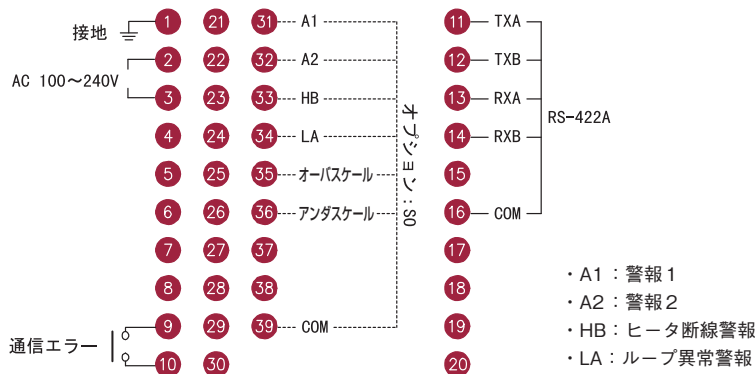 接地 1 21 31 A1 11 TXA
2 22 32 A2 12 TXB
AC 100～240V
3 23 33 HB 13 RXA
オプション：SO
RS-422A
4 24 34 LA 14 RXB
5 25 35 オーバスケール 15
6 26 36 アンダスケール 16 COM
7 27 37 17
8 28 38 18
9 29 39 COM 19
通信エラー
10 30 20
・A1：警報1
・A2：警報2
・HB：ヒータ断線警報
・LA：ループ異常警報